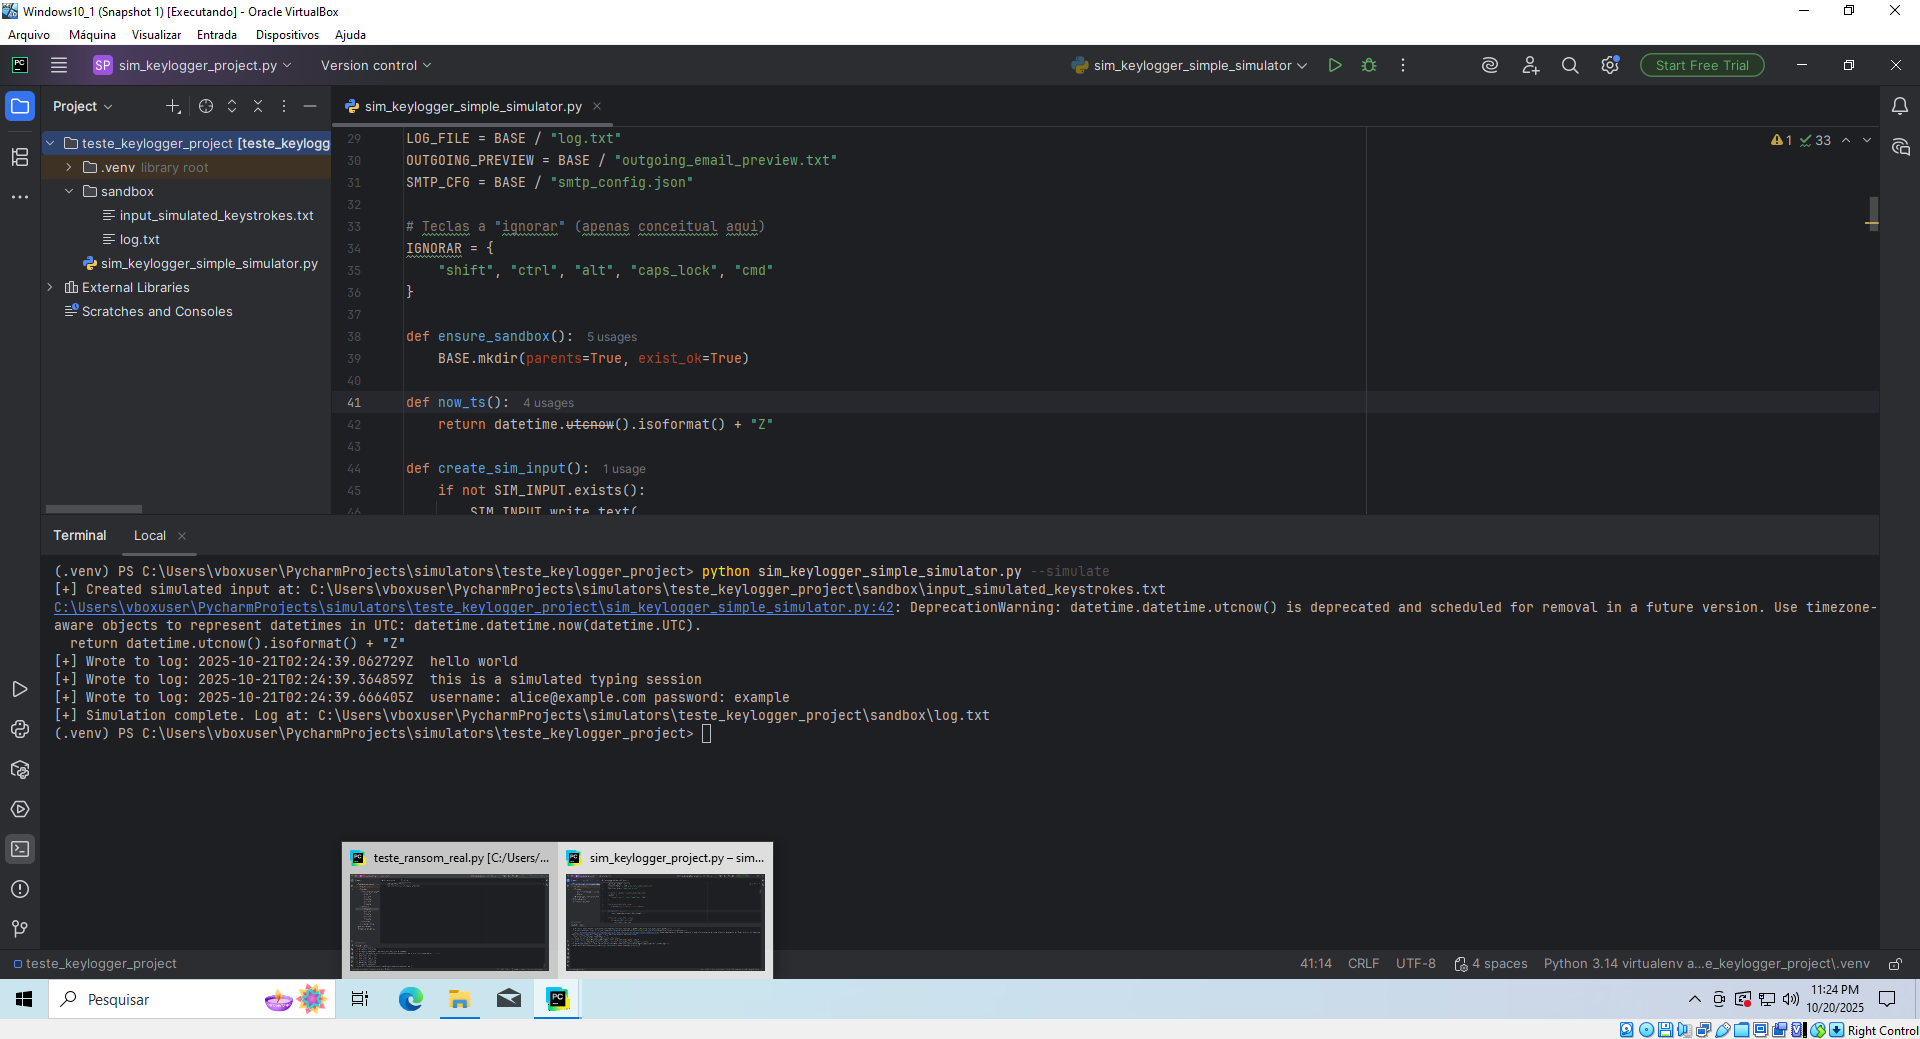 Windows10_1 (Snapshot 1) [Executando] - Oracle VirtualBox
Arquivo Máquina Visualizar Entrada Dispositivos Ajuda
PC SP sim_keylogger_project.py Version control sim_keylogger_simple_simulator Start Free Trial
Project sim_keylogger_simple_simulator.py
teste_keylogger_project [teste_keylogg
.venv library root
sandbox
input_simulated_keystrokes.txt
log.txt
sim_keylogger_simple_simulator.py
External Libraries
Scratches and Consoles
1 33
29 LOG_FILE = BASE / "log.txt"
30 OUTGOING_PREVIEW = BASE / "outgoing_email_preview.txt"
31 SMTP_CFG = BASE / "smtp_config.json"
32
33 # Teclas a "ignorar" (apenas conceitual aqui)
34 IGNORAR = {
35 "shift", "ctrl", "alt", "caps_lock", "cmd"
36 }
37
38 def ensure_sandbox(): 5 usages
39 BASE.mkdir(parents=True, exist_ok=True)
40
41 def now_ts(): 4 usages
42 return datetime.utcnow().isoformat() + "Z"
43
44 def create_sim_input(): 1 usage
45 if not SIM_INPUT.exists():
46 SIM_INPUT.write_text(
Terminal Local
(.venv) PS C:\Users\vboxuser\PycharmProjects\simulators\teste_keylogger_project> python sim_keylogger_simple_simulator.py --simulate
[+] Created simulated input at: C:\Users\vboxuser\PycharmProjects\simulators\teste_keylogger_project\sandbox\input_simulated_keystrokes.txt
C:\Users\vboxuser\PycharmProjects\simulators\teste_keylogger_project\sim_keylogger_simple_simulator.py:42: DeprecationWarning: datetime.datetime.utcnow() is deprecated and scheduled for removal in a future version. Use timezone-
aware objects to represent datetimes in UTC: datetime.datetime.now(datetime.UTC).
return datetime.utcnow().isoformat() + "Z"
[+] Wrote to log: 2025-10-21T02:24:39.062729Z hello world
[+] Wrote to log: 2025-10-21T02:24:39.364859Z this is a simulated typing session
[+] Wrote to log: 2025-10-21T02:24:39.666405Z username: alice@example.com password: example
[+] Simulation complete. Log at: C:\Users\vboxuser\PycharmProjects\simulators\teste_keylogger_project\sandbox\log.txt
(.venv) PS C:\Users\vboxuser\PycharmProjects\simulators\teste_keylogger_project>
teste_ransom_real.py [C:/Users/... sim_keylogger_project.py – sim...
teste_keylogger_project 41:14 CRLF UTF-8 4 spaces Python 3.14 virtualenv a...e_keylogger_project\.venv
Pesquisar
11:24 PM
10/20/2025
Right Control